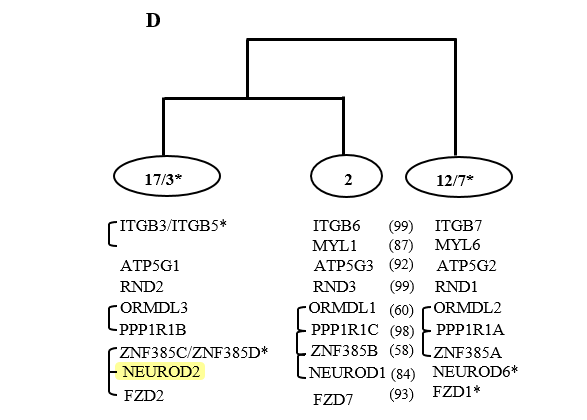 D
17/3* 2 12/7*
ITGB3/ITGB5* ITGB6 (99) ITGB7
MYL1 (87) MYL6
ATP5G1 ATP5G3 (92) ATP5G2
RND2 RND3 (99) RND1
ORMDL3 ORMDL1 (60) ORMDL2
PPP1R1B PPP1R1C (98) PPP1R1A
ZNF385C/ZNF385D* ZNF385B (58) ZNF385A
NEUROD2 NEUROD1 (84) NEUROD6*
FZD2 FZD7 (93) FZD1*